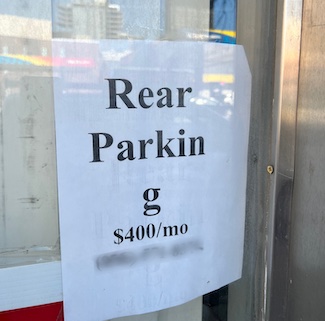 Rear
Parkin
g
$400/mo